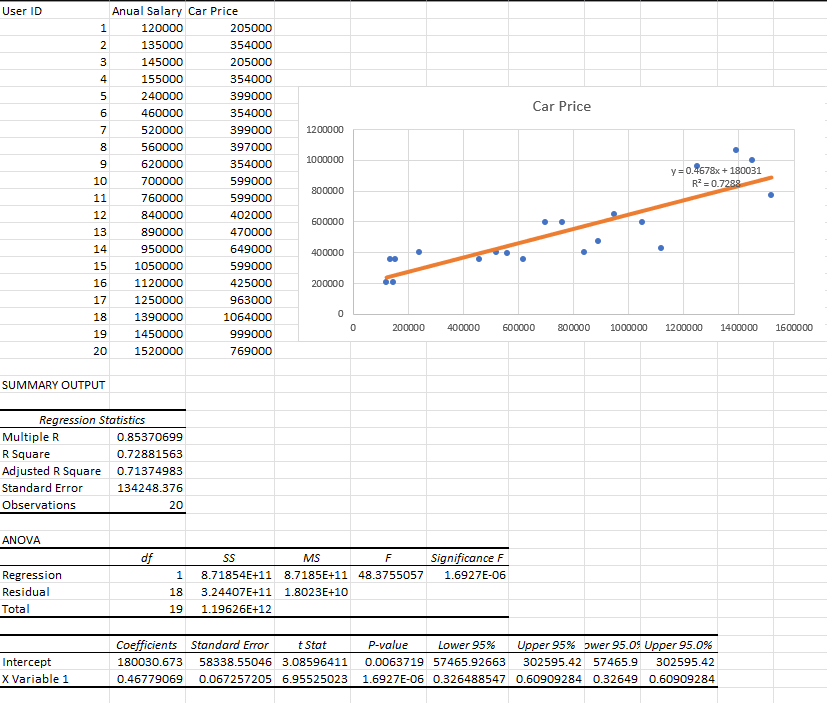 User ID Anual Salary Car Price
1 120000 205000
2 135000 354000
3 145000 205000
4 155000 354000
5 240000 399000
6 460000 354000
7 520000 399000
8 560000 397000
9 620000 354000
10 700000 599000
11 760000 599000
12 840000 402000
13 890000 470000
14 950000 649000
15 1050000 599000
16 1120000 425000
17 1250000 963000
18 1390000 1064000
19 1450000 999000
20 1520000 769000
Car Price
1200000
1000000
800000
600000
400000
200000
0
y = 0.4678x + 180031
R² = 0.7288
0 200000 400000 600000 800000 1000000 1200000 1400000 1600000
SUMMARY OUTPUT
Regression Statistics
Multiple R 0.85370699
R Square 0.72881563
Adjusted R Square 0.71374983
Standard Error 134248.376
Observations 20
ANOVA
df SS MS F Significance F
Regression 1 8.71854E+11 8.7185E+11 48.3755057 1.6927E-06
Residual 18 3.24407E+11 1.8023E+10
Total 19 1.19626E+12
Coefficients Standard Error t Stat P-value Lower 95% Upper 95% ower 95.0% Upper 95.0%
Intercept 180030.673 58338.55046 3.08596411 0.0063719 57465.92663 302595.42 57465.9 302595.42
X Variable 1 0.46779069 0.067257205 6.95525023 1.6927E-06 0.326488547 0.60909284 0.32649 0.60909284